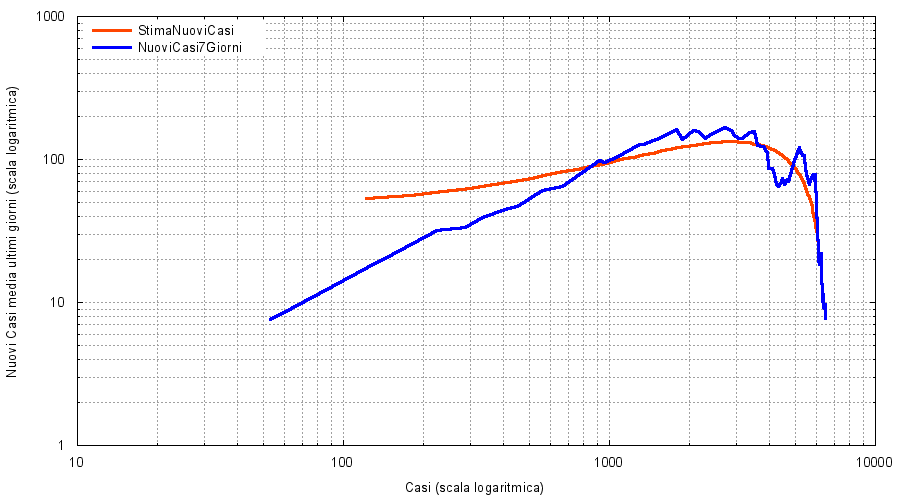 1000
StimaNuoviCasi
NuoviCasi7Giorni
100
10
1
10 100 1000 10000
Nuovi Casi media ultimi giorni (scala logaritmica)
Casi (scala logaritmica)